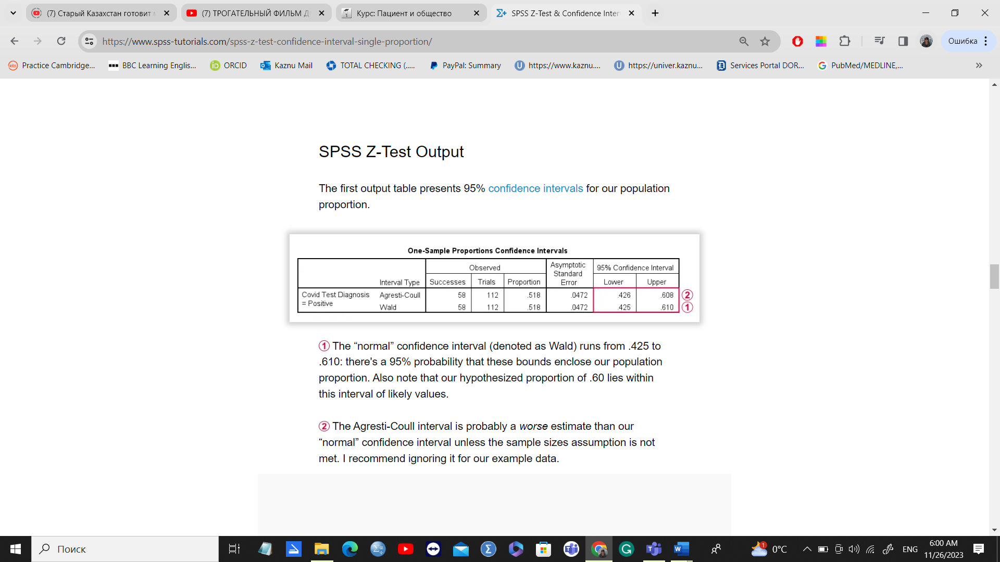 (7) Старый Казахстан готовит
(7) ТРОГАТЕЛЬНЫЙ ФИЛЬМ
Курс: Пациент и общество
SPSS Z-Test & Confidence Inter
https://www.spss-tutorials.com/spss-z-test-confidence-interval-single-proportion/
Ошибка
Practice Cambridge...
BBC Learning Englis...
iD ORCID
Kaznu Mail
TOTAL CHECKING (.....
PayPal: Summary
https://www.kaznu....
https://univer.kaznu...
Services Portal DOR...
PubMed/MEDLINE,...
SPSS Z-Test Output
The first output table presents 95% confidence intervals for our population
proportion.
One-Sample Proportions Confidence Intervals
Observed Asymptotic Standard Error 95% Confidence Interval
Interval Type Successes Trials Proportion Lower Upper
Covid Test Diagnosis = Positive Agresti-Coull 58 112 .518 .0472 .426 .608 2
Wald 58 112 .518 .0472 .425 .610 1
1 The “normal” confidence interval (denoted as Wald) runs from .425 to
.610: there's a 95% probability that these bounds enclose our population
proportion. Also note that our hypothesized proportion of .60 lies within
this interval of likely values.
2 The Agresti-Coull interval is probably a worse estimate than our
“normal” confidence interval unless the sample sizes assumption is not
met. I recommend ignoring it for our example data.
Поиск
1
0°C
ENG
6:00 AM
11/26/2023